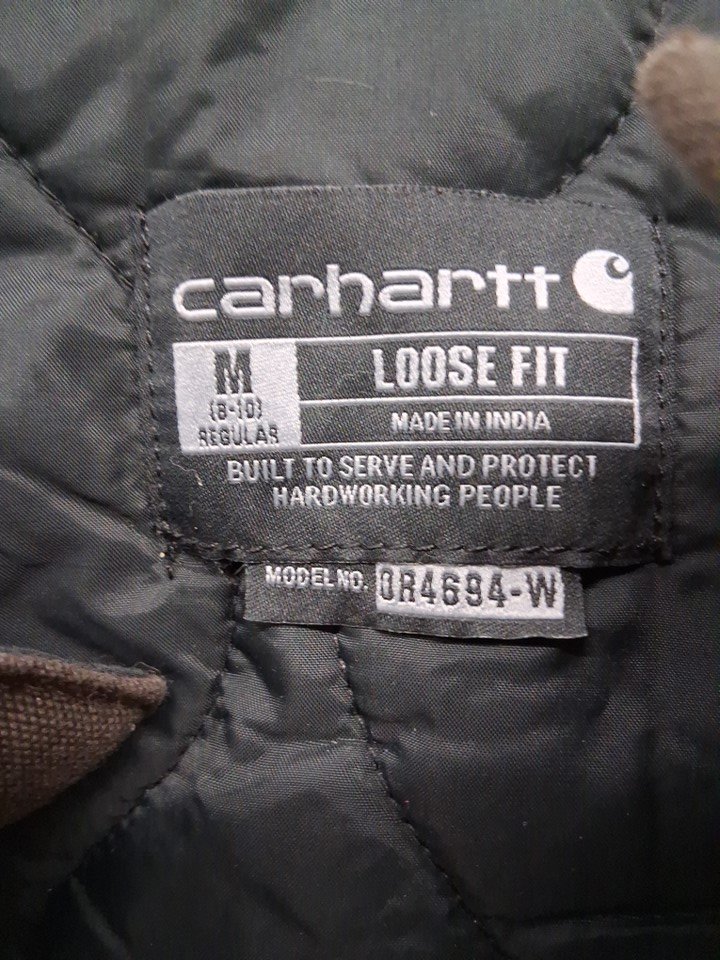 carhartt
M
(8-10)
REGULAR
LOOSE FIT
MADE IN INDIA
BUILT TO SERVE AND PROTECT
HARDWORKING PEOPLE
MODEL NO. OR4694-W